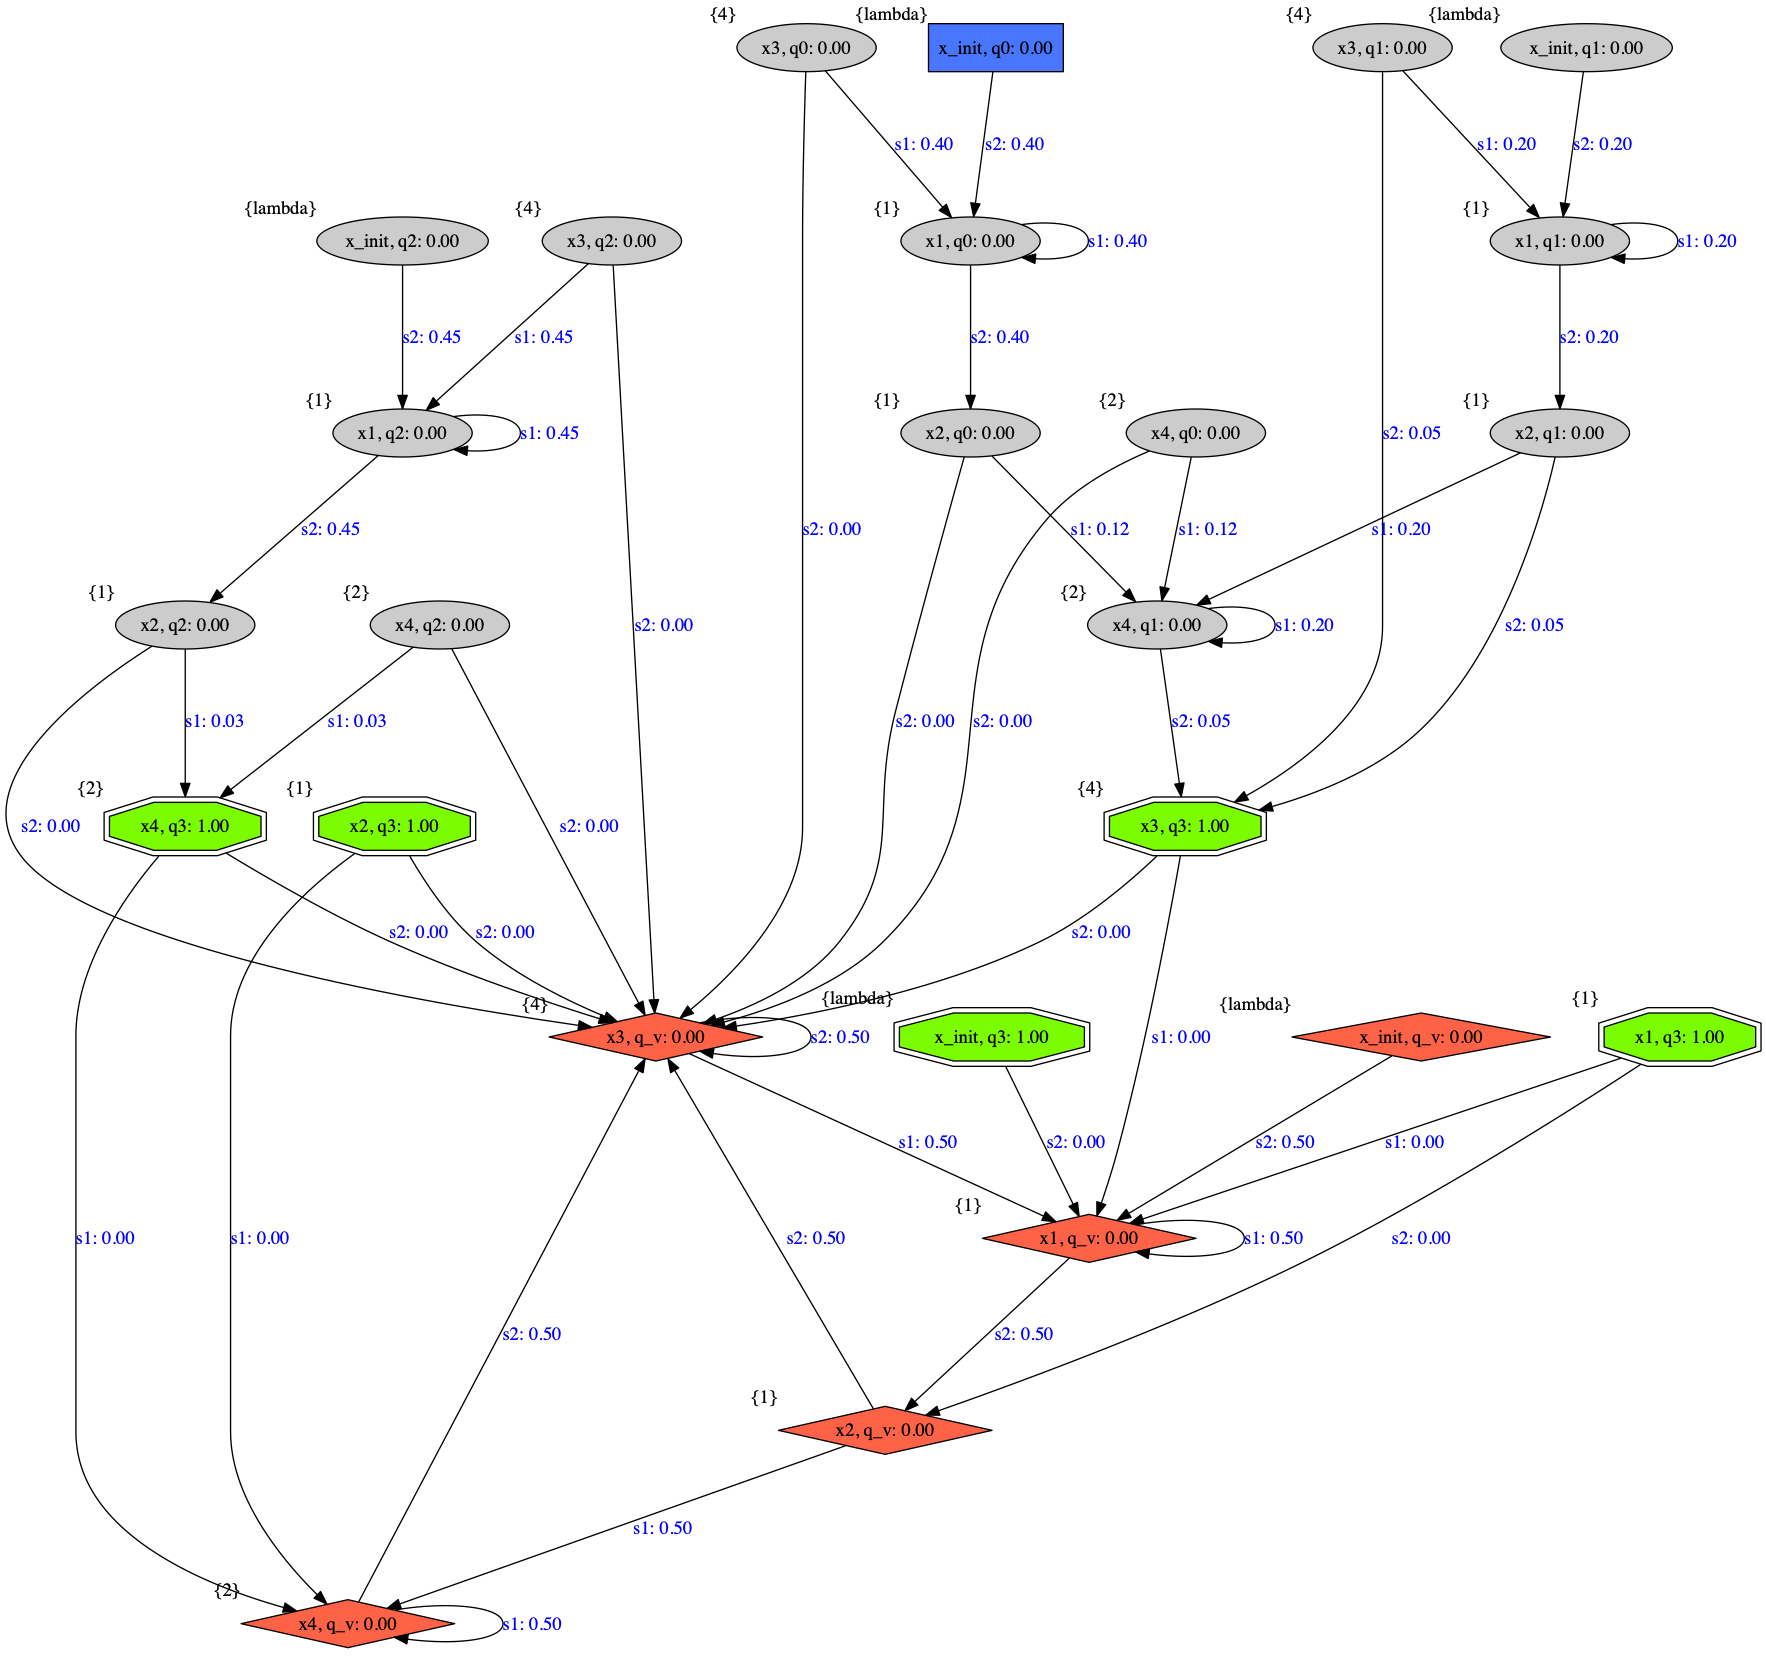 {4} {lambda} {4} {lambda}
x3, q0: 0.00 x_init, q0: 0.00 x3, q1: 0.00 x_init, q1: 0.00
s1: 0.40 s2: 0.40 s1: 0.20 s2: 0.20
{lambda} {4} {1} {1}
x_init, q2: 0.00 x3, q2: 0.00 x1, q0: 0.00 s1: 0.40 x1, q1: 0.00 s1: 0.20
s2: 0.45 s1: 0.45 s2: 0.40 s2: 0.20
{1} {1} {2} {1}
x1, q2: 0.00 s1: 0.45 x2, q0: 0.00 x4, q0: 0.00 s2: 0.05 x2, q1: 0.00
s2: 0.45 s2: 0.00 s1: 0.12 s1: 0.12 s1: 0.20
{1} {2} {2}
x2, q2: 0.00 x4, q2: 0.00 s2: 0.00 x4, q1: 0.00 s1: 0.20 s2: 0.05
s1: 0.03 s1: 0.03 s2: 0.00 s2: 0.00 s2: 0.05
{2} {1} {4}
s2: 0.00 x4, q3: 1.00 x2, q3: 1.00 s2: 0.00 x3, q3: 1.00
s2: 0.00 s2: 0.00 s2: 0.00
{4} {lambda} {lambda} {1}
x3, q_v: 0.00 s2: 0.50 x_init, q3: 1.00 s1: 0.00 x_init, q_v: 0.00 x1, q3: 1.00
s1: 0.50 s2: 0.00 s2: 0.50 s1: 0.00
{1}
s1: 0.00 s1: 0.00 s2: 0.50 x1, q_v: 0.00 s1: 0.50 s2: 0.00
s2: 0.50 s2: 0.50
{1}
x2, q_v: 0.00
s1: 0.50
{2}
x4, q_v: 0.00 s1: 0.50